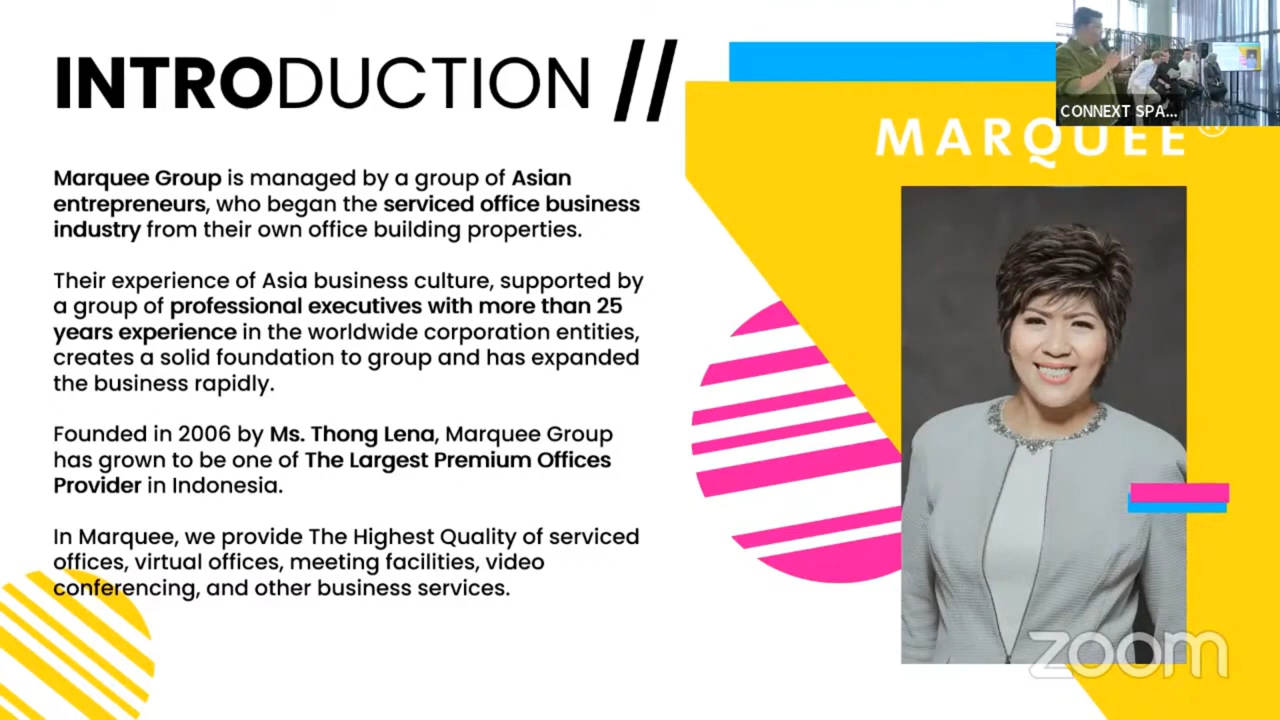 INTRODUCTION //
CONNEXT SPA...
MARQUEE®
Marquee Group is managed by a group of Asian
entrepreneurs, who began the serviced office business
industry from their own office building properties.
Their experience of Asia business culture, supported by
a group of professional executives with more than 25
years experience in the worldwide corporation entities,
creates a solid foundation to group and has expanded
the business rapidly.
Founded in 2006 by Ms. Thong Lena, Marquee Group
has grown to be one of The Largest Premium Offices
Provider in Indonesia.
In Marquee, we provide The Highest Quality of serviced
offices, virtual offices, meeting facilities, video
conferencing, and other business services.
zoom